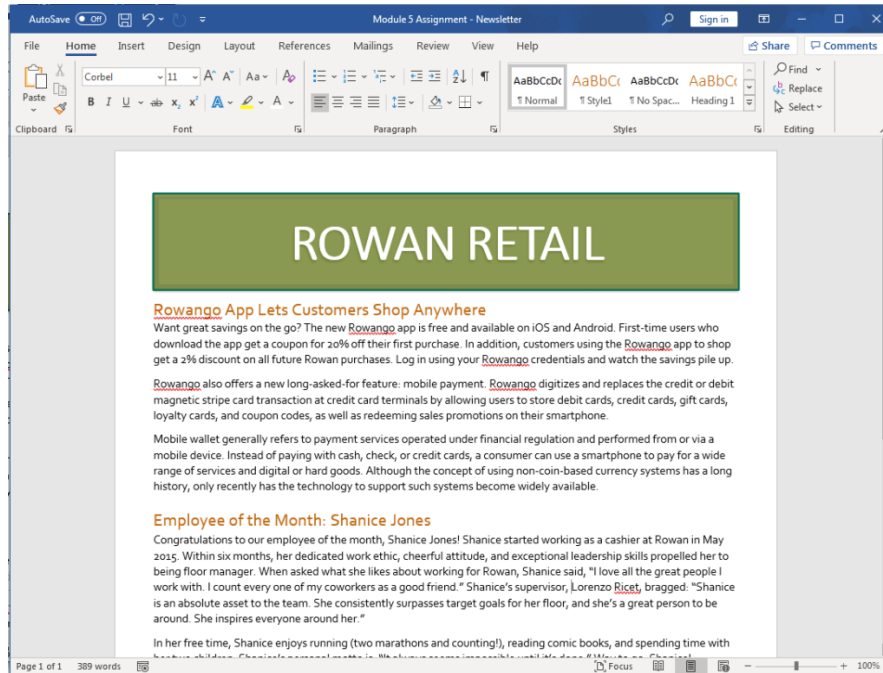 AutoSave Off Module 5 Assignment - Newsletter Sign in
File Home Insert Design Layout References Mailings Review View Help Share Comments
Paste
Clipboard
Corbel 11 A A Aa A
B I U ab x₂ x² A A
Font
Paragraph
AaBbCcDc AaBbCc AaBbCcDc AaBbCc
¶ Normal ¶ Style1 ¶ No Spac... Heading 1
Styles
Find
Replace
Select
Editing
ROWAN RETAIL
Rowango App Lets Customers Shop Anywhere
Want great savings on the go? The new Rowango app is free and available on iOS and Android. First-time users who
download the app get a coupon for 20% off their first purchase. In addition, customers using the Rowango app to shop
get a 2% discount on all future Rowan purchases. Log in using your Rowango credentials and watch the savings pile up.
Rowango also offers a new long-asked-for feature: mobile payment. Rowango digitizes and replaces the credit or debit
magnetic stripe card transaction at credit card terminals by allowing users to store debit cards, credit cards, gift cards,
loyalty cards, and coupon codes, as well as redeeming sales promotions on their smartphone.
Mobile wallet generally refers to payment services operated under financial regulation and performed from or via a
mobile device. Instead of paying with cash, check, or credit cards, a consumer can use a smartphone to pay for a wide
range of services and digital or hard goods. Although the concept of using non-coin-based currency systems has a long
history, only recently has the technology to support such systems become widely available.
Employee of the Month: Shanice Jones
Congratulations to our employee of the month, Shanice Jones! Shanice started working as a cashier at Rowan in May
2015. Within six months, her dedicated work ethic, cheerful attitude, and exceptional leadership skills propelled her to
being floor manager. When asked what she likes about working for Rowan, Shanice said, “I love all the great people I
work with. I count every one of my coworkers as a good friend.” Shanice’s supervisor, Lorenzo Ricet, bragged: “Shanice
is an absolute asset to the team. She consistently surpasses target goals for her floor, and she’s a great person to be
around. She inspires everyone around her.”
In her free time, Shanice enjoys running (two marathons and counting!), reading comic books, and spending time with
Page 1 of 1 389 words Focus 100%